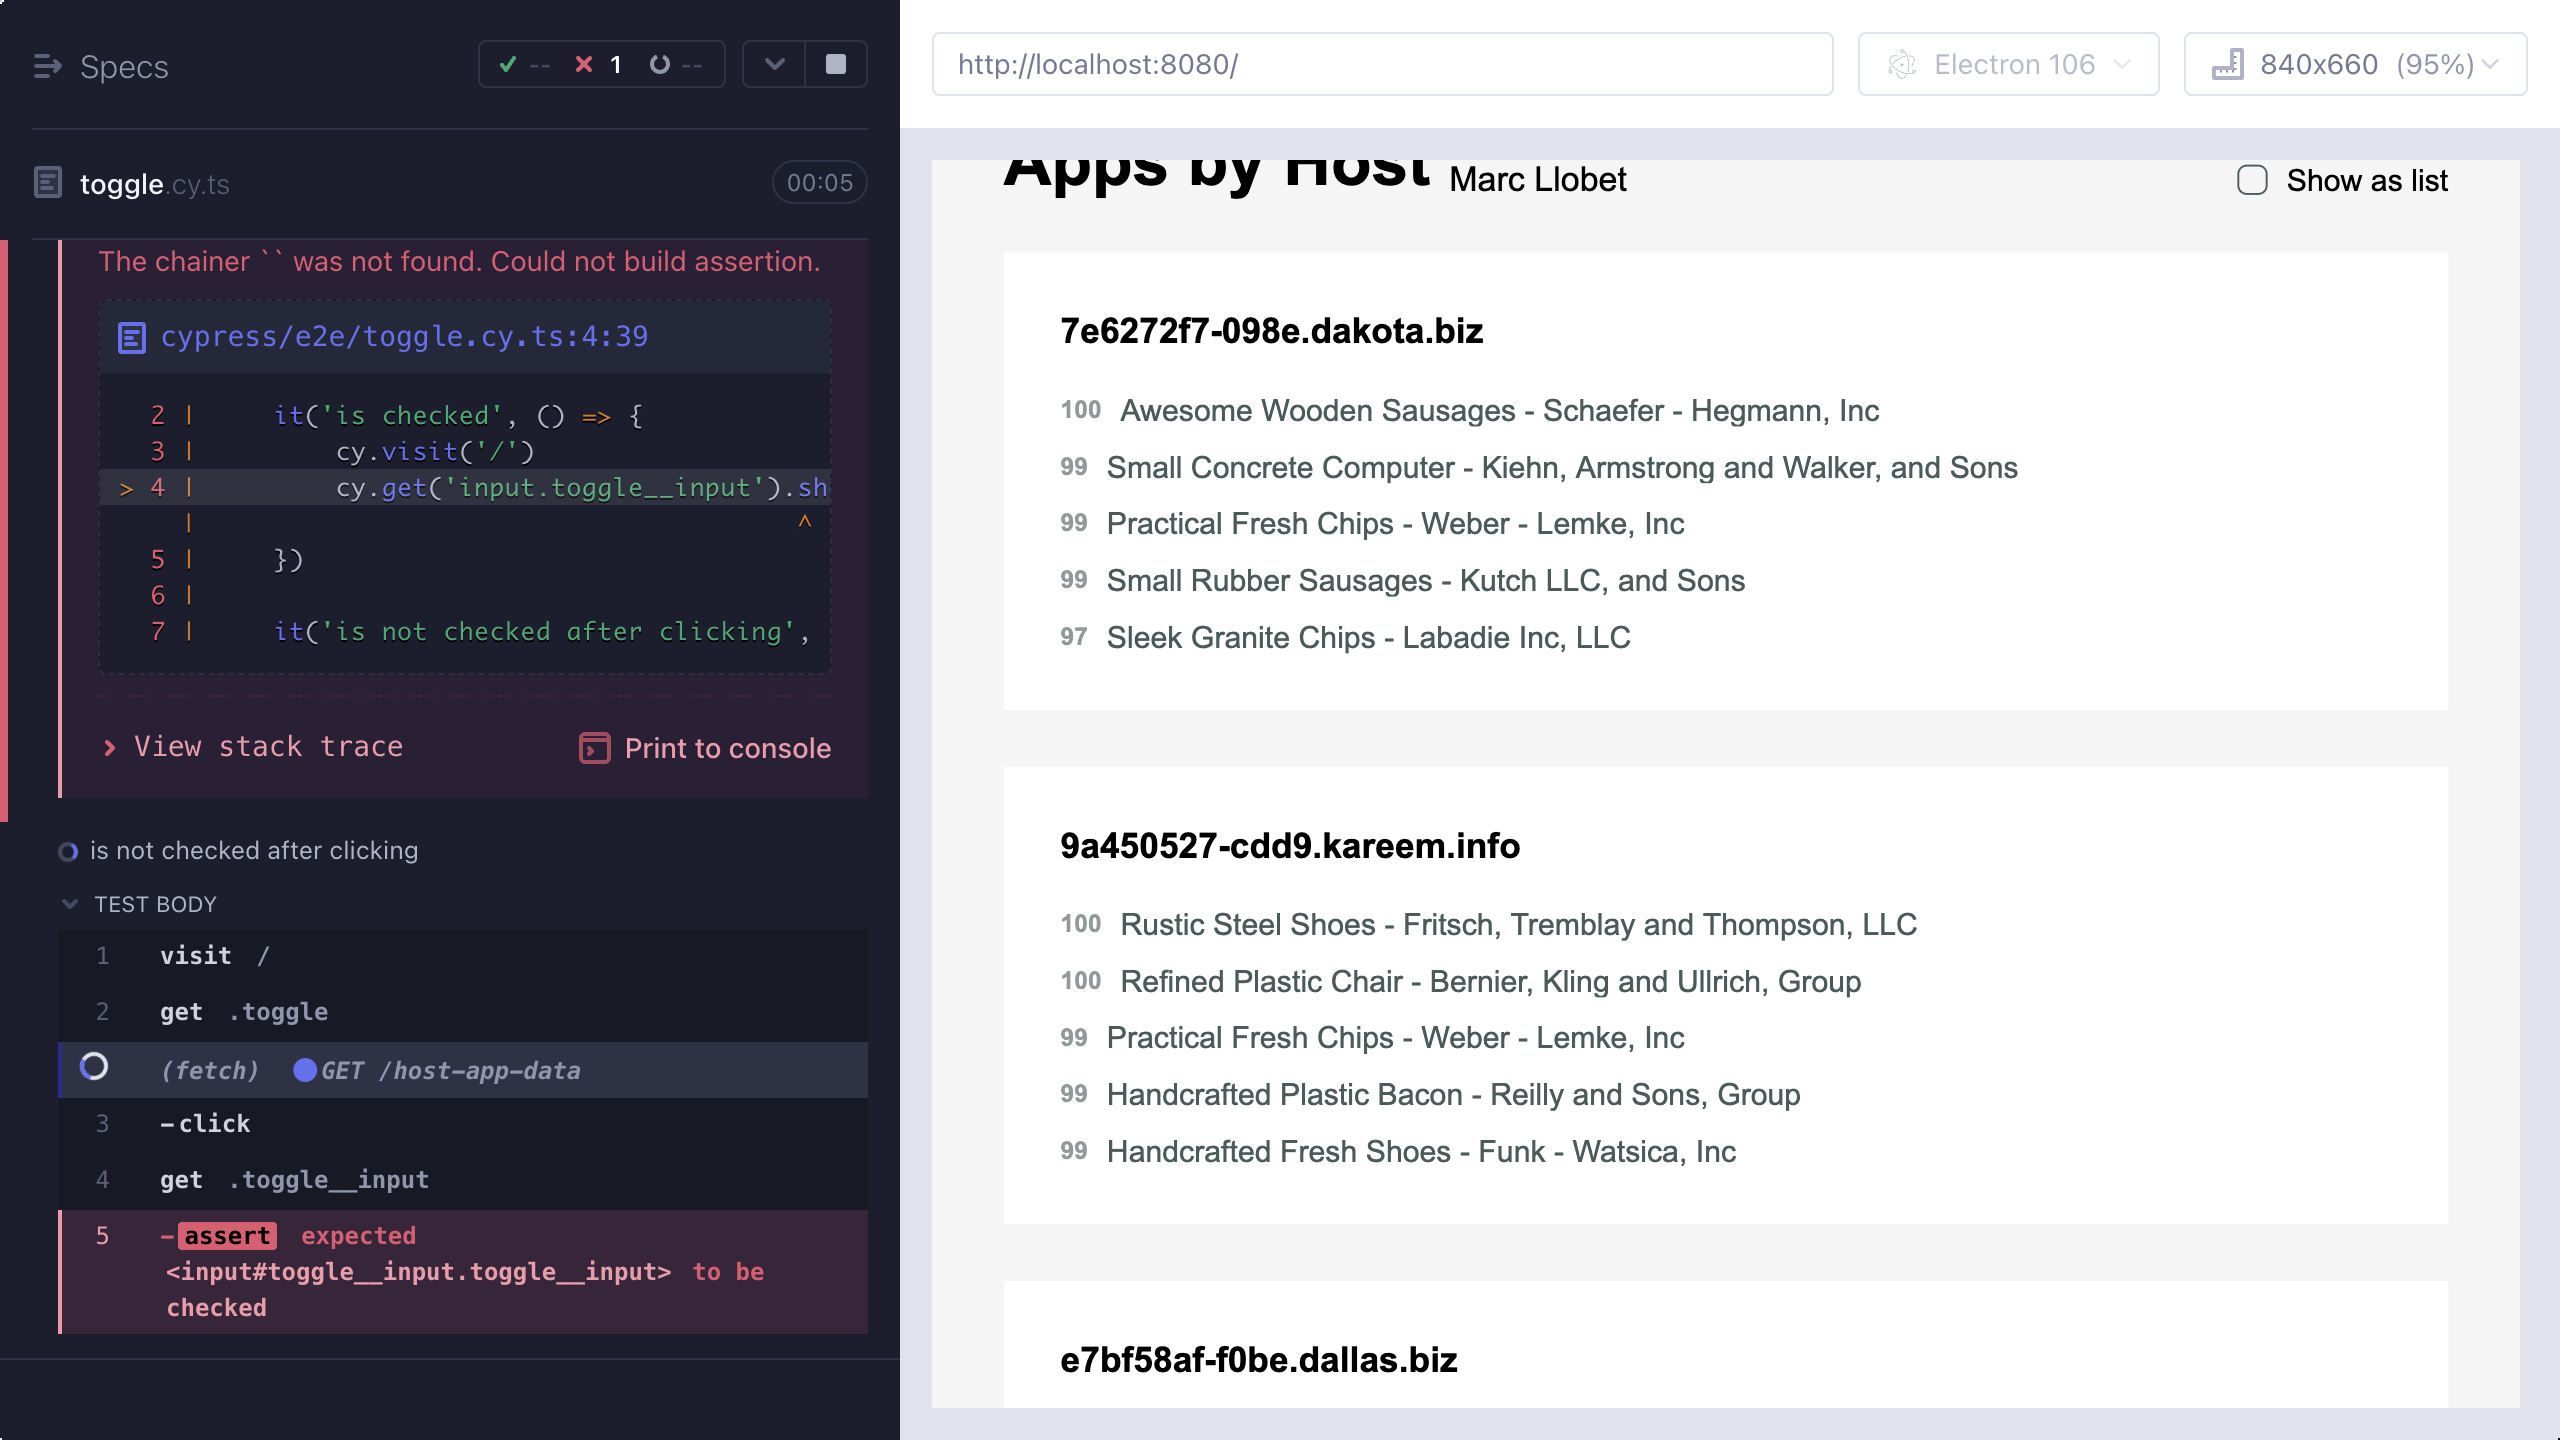 Specs
-- 1 --
toggle.cy.ts
00:05
The chainer `` was not found. Could not build assertion.
cypress/e2e/toggle.cy.ts:4:39
2 | it('is checked', () => {
3 | cy.visit('/')
> 4 | cy.get('input.toggle__input').sh
| ^
5 | })
6 |
7 | it('is not checked after clicking',
View stack trace
Print to console
is not checked after clicking
TEST BODY
1 visit /
2 get .toggle
(fetch) GET /host-app-data
3 -click
4 get .toggle__input
5 -assert expected
<input#toggle__input.toggle__input> to be
checked
http://localhost:8080/
Electron 106
840x660 (95%)
Apps by Host Marc Llobet
Show as list
7e6272f7-098e.dakota.biz
100 Awesome Wooden Sausages - Schaefer - Hegmann, Inc
99 Small Concrete Computer - Kiehn, Armstrong and Walker, and Sons
99 Practical Fresh Chips - Weber - Lemke, Inc
99 Small Rubber Sausages - Kutch LLC, and Sons
97 Sleek Granite Chips - Labadie Inc, LLC
9a450527-cdd9.kareem.info
100 Rustic Steel Shoes - Fritsch, Tremblay and Thompson, LLC
100 Refined Plastic Chair - Bernier, Kling and Ullrich, Group
99 Practical Fresh Chips - Weber - Lemke, Inc
99 Handcrafted Plastic Bacon - Reilly and Sons, Group
99 Handcrafted Fresh Shoes - Funk - Watsica, Inc
e7bf58af-f0be.dallas.biz